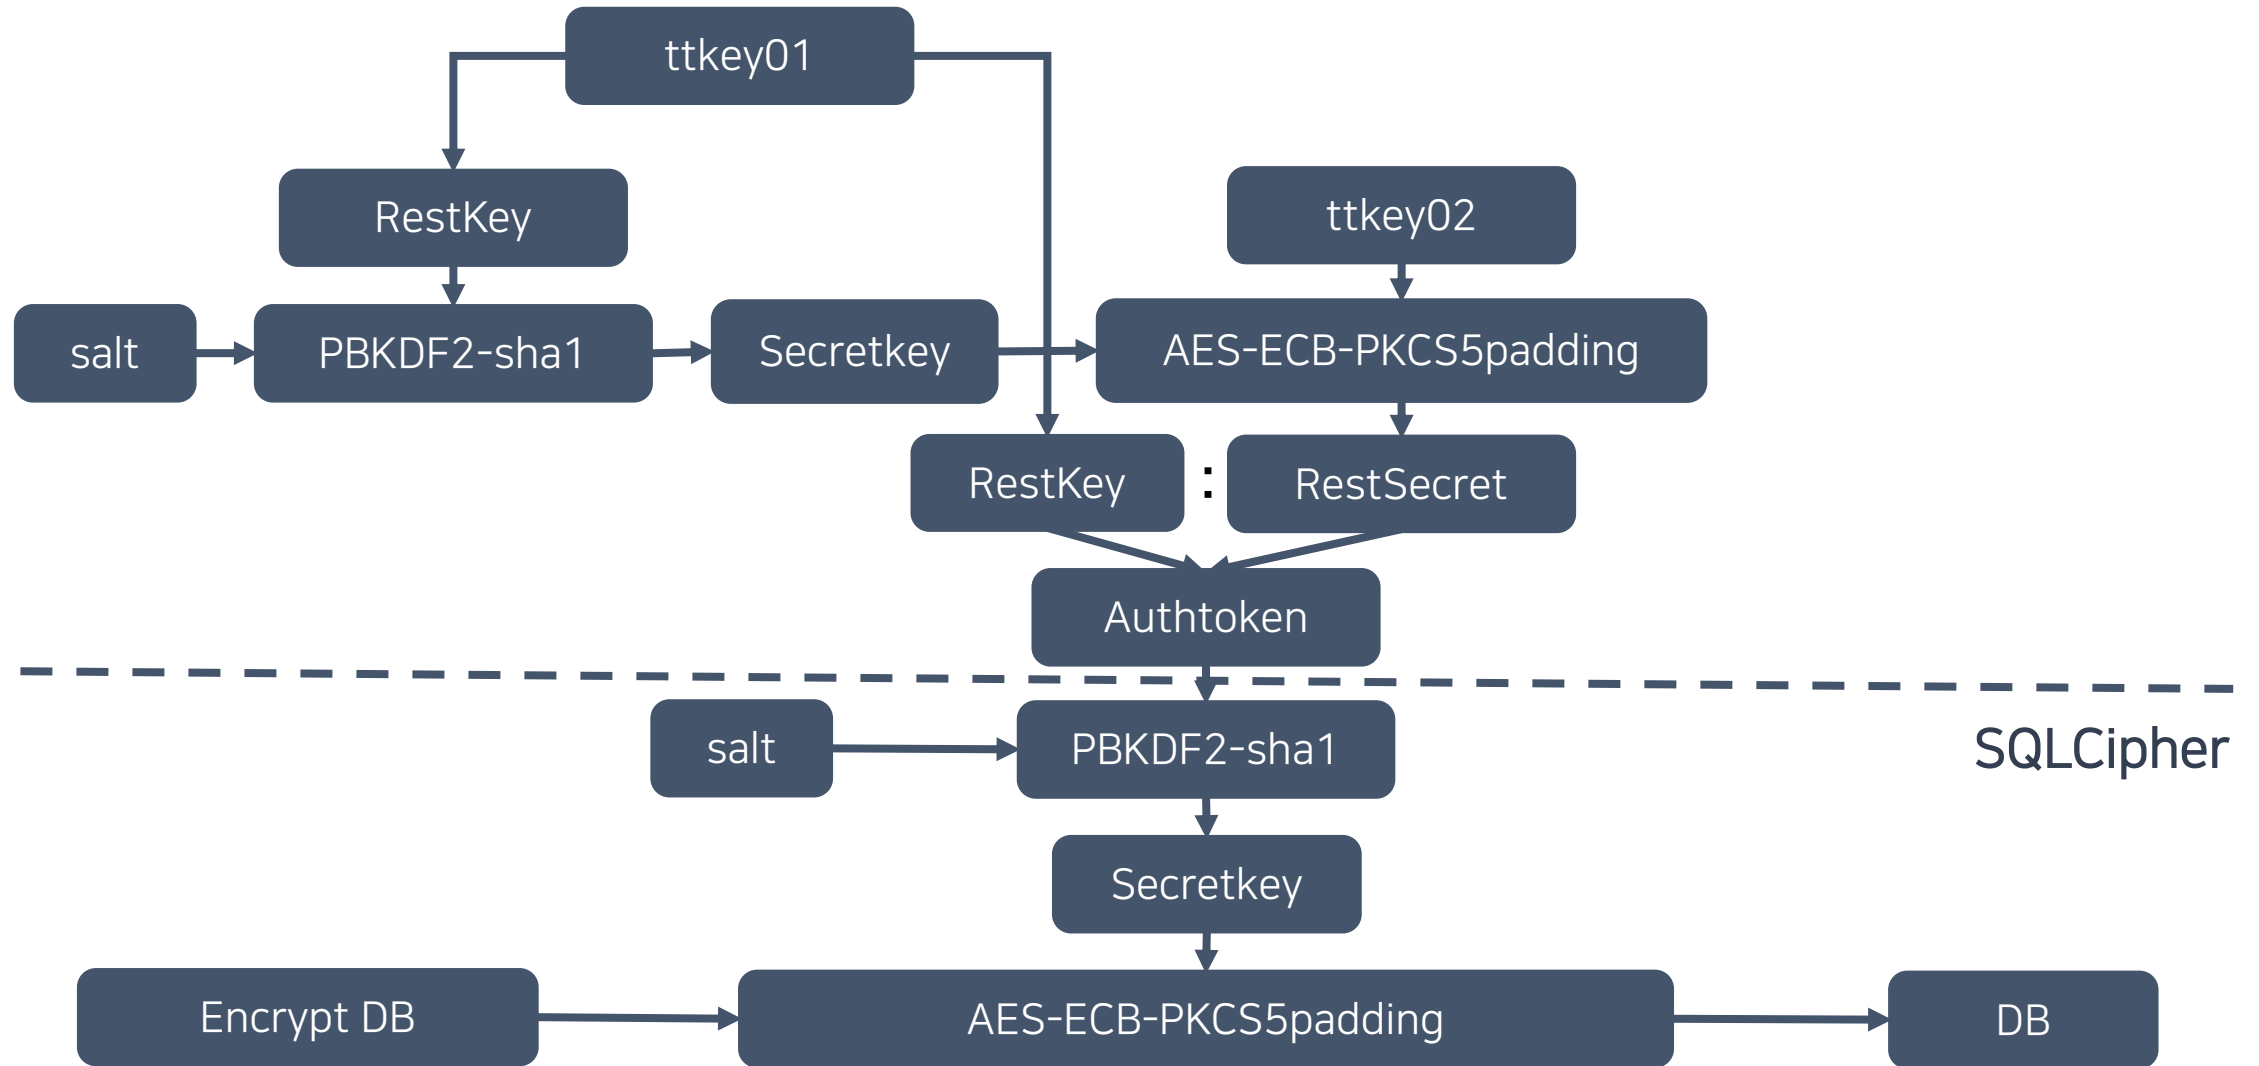 ttkey01
RestKey
ttkey02
salt
PBKDF2-sha1
Secretkey
AES-ECB-PKCS5padding
RestKey
:
RestSecret
Authtoken
salt
PBKDF2-sha1
SQLCipher
Secretkey
Encrypt DB
AES-ECB-PKCS5padding
DB